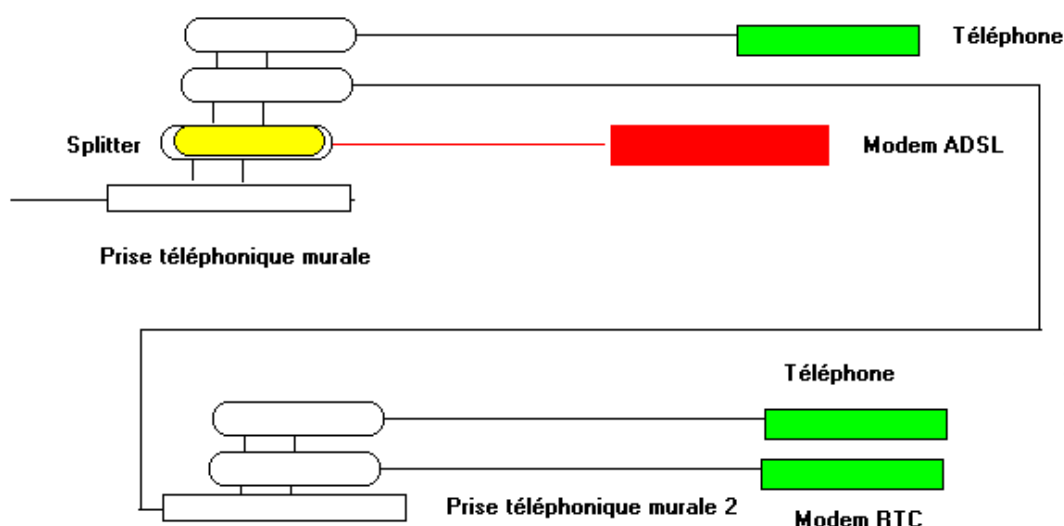 Téléphone
Splitter
Modem ADSL
Prise téléphonique murale
Téléphone
Prise téléphonique murale 2
Modem RTC